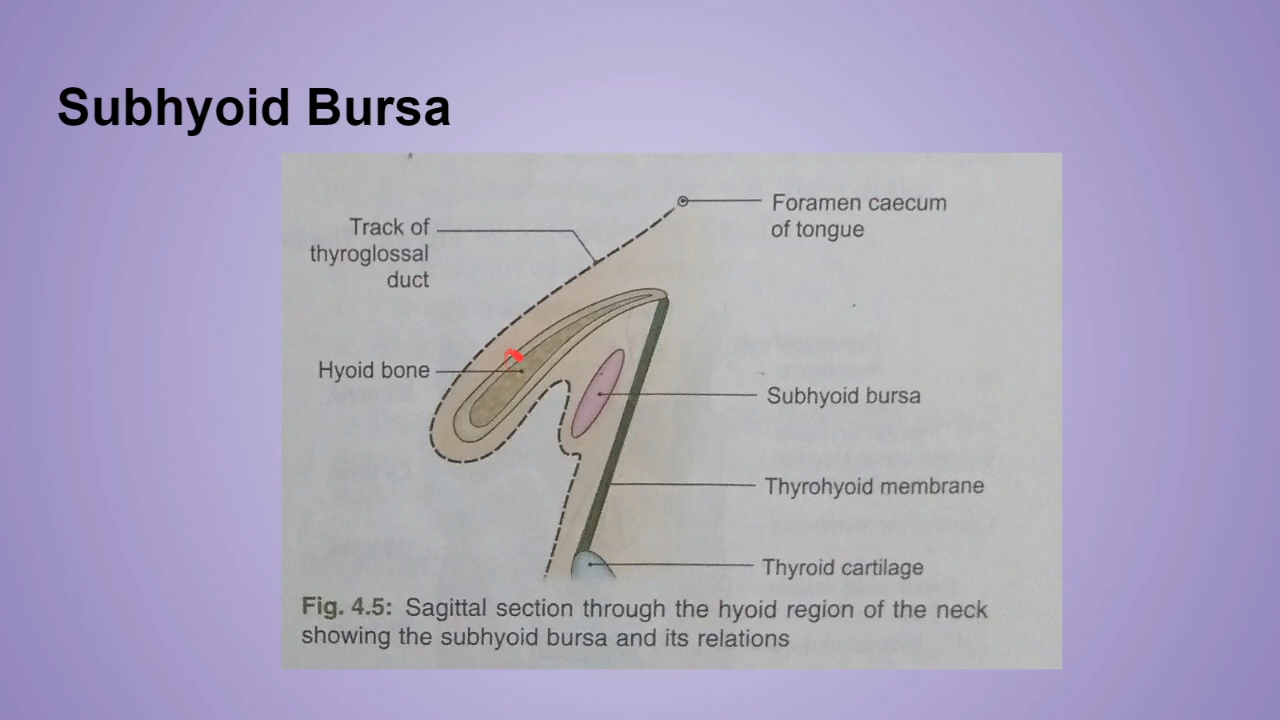 Subhyoid Bursa
Foramen caecum
of tongue
Track of
thyroglossal
duct
Hyoid bone
Subhyoid bursa
Thyrohyoid membrane
Thyroid cartilage
Fig. 4.5: Sagittal section through the hyoid region of the neck
showing the subhyoid bursa and its relations